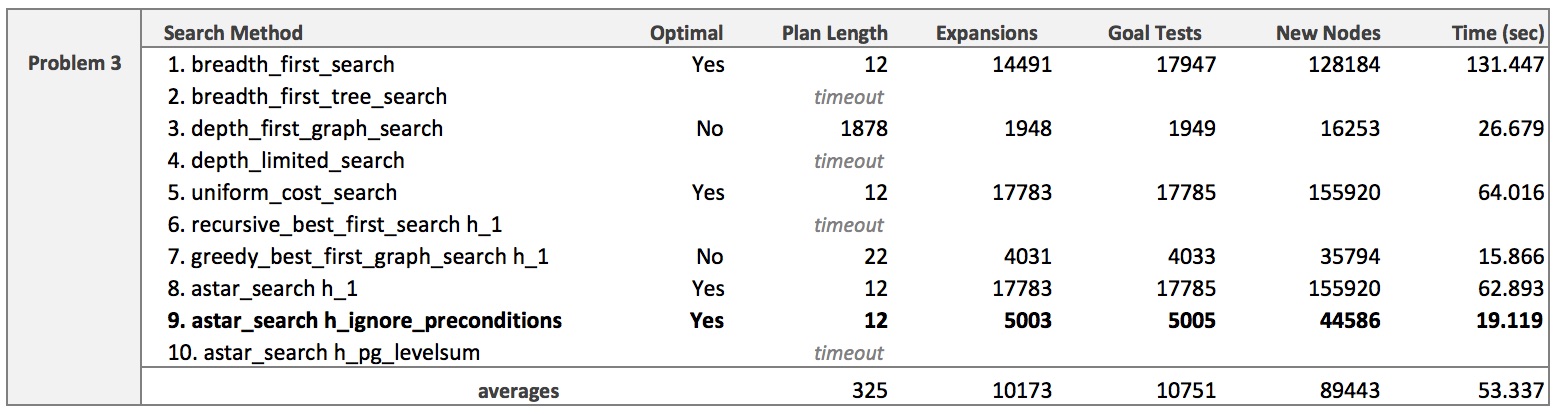 Search Method Optimal Plan Length Expansions Goal Tests New Nodes Time (sec)
Problem 3 1. breadth_first_search Yes 12 14491 17947 128184 131.447
2. breadth_first_tree_search timeout
3. depth_first_graph_search No 1878 1948 1949 16253 26.679
4. depth_limited_search timeout
5. uniform_cost_search Yes 12 17783 17785 155920 64.016
6. recursive_best_first_search h_1 timeout
7. greedy_best_first_graph_search h_1 No 22 4031 4033 35794 15.866
8. astar_search h_1 Yes 12 17783 17785 155920 62.893
9. astar_search h_ignore_preconditions Yes 12 5003 5005 44586 19.119
10. astar_search h_pg_levelsum timeout
averages 325 10173 10751 89443 53.337